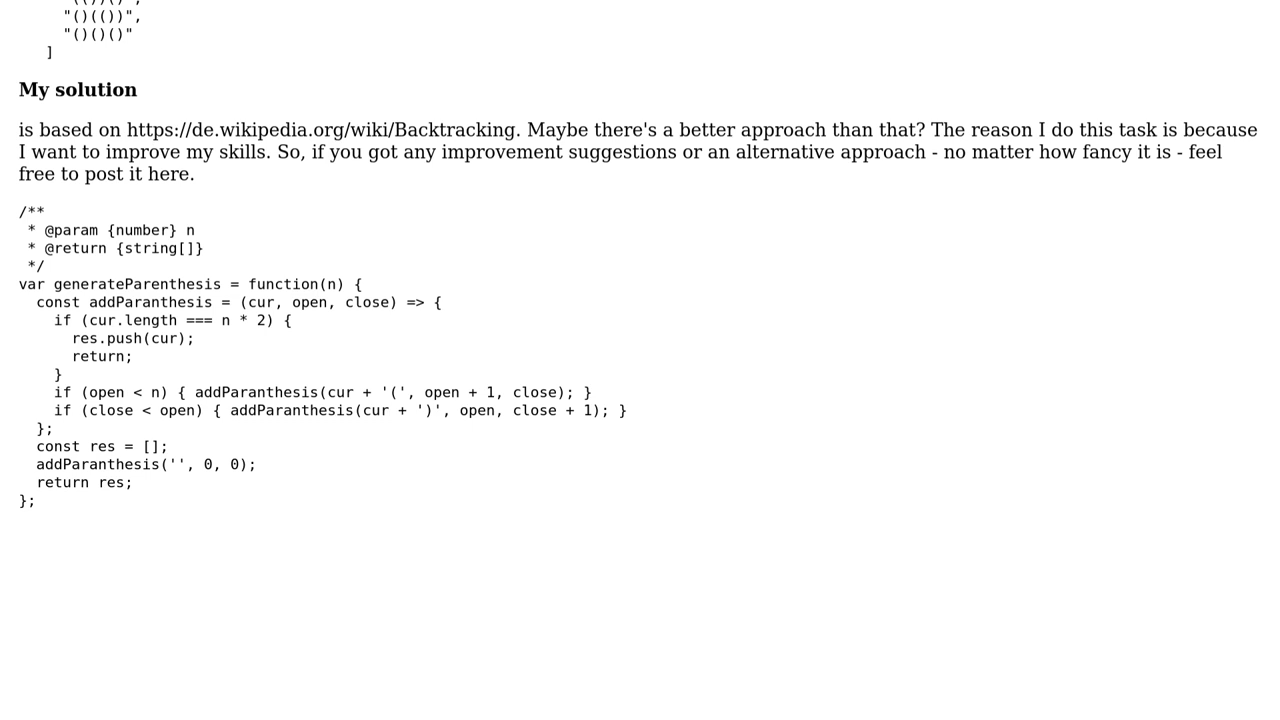 "()(())",
"()()()"
]
My solution
is based on https://de.wikipedia.org/wiki/Backtracking. Maybe there's a better approach than that? The reason I do this task is because
I want to improve my skills. So, if you got any improvement suggestions or an alternative approach - no matter how fancy it is - feel
free to post it here.
/**
 * @param {number} n
 * @return {string[]}
 */
var generateParenthesis = function(n) {
  const addParanthesis = (cur, open, close) => {
    if (cur.length === n * 2) {
      res.push(cur);
      return;
    }
    if (open < n) { addParanthesis(cur + '(', open + 1, close); }
    if (close < open) { addParanthesis(cur + ')', open, close + 1); }
  };
  const res = [];
  addParanthesis('', 0, 0);
  return res;
};